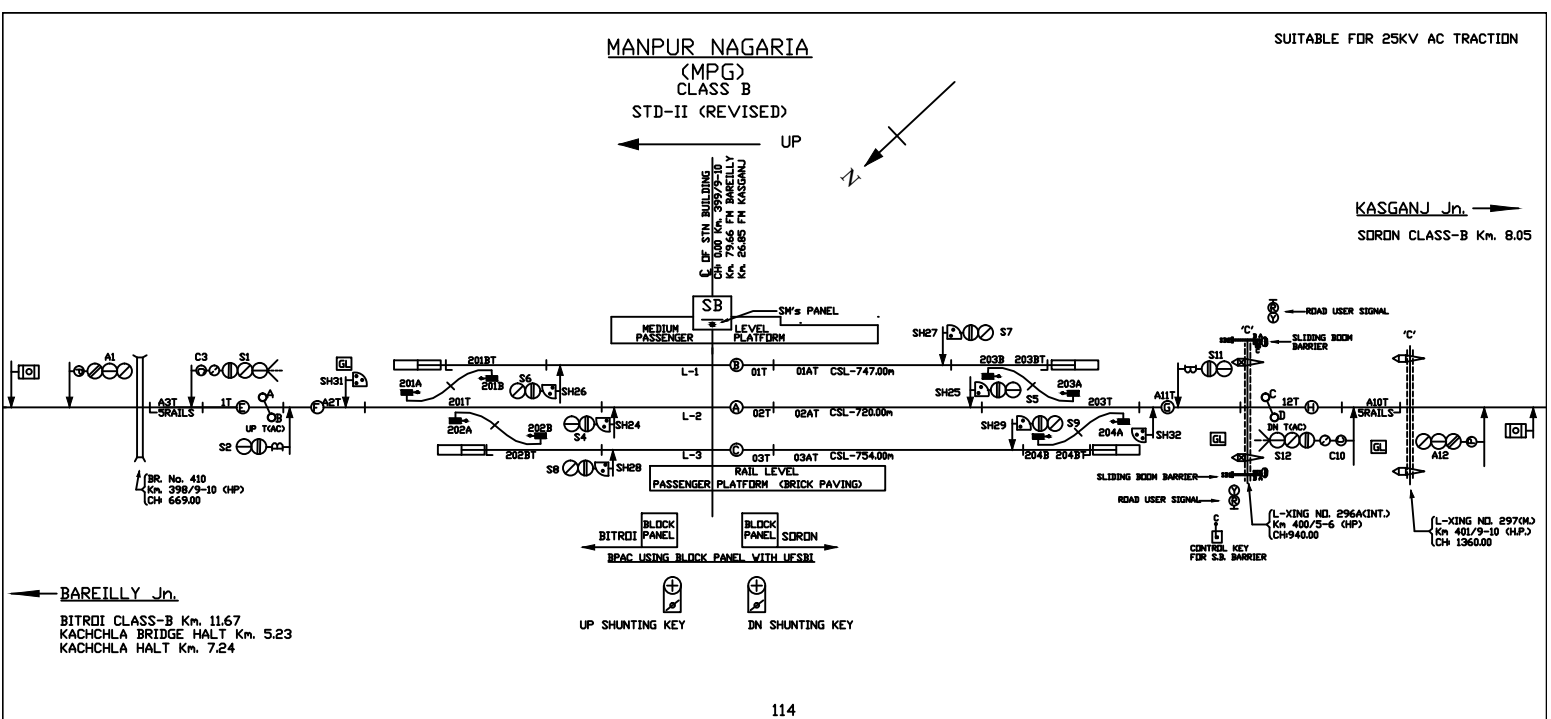 MANPUR NAGARIA
(MPG)
CLASS B
STD-II (REVISED)
UP
SUITABLE FOR 25KV AC TRACTION
N
KASGANJ Jn.
SORON CLASS-B Km. 8.05
℄ OF STN BUILDING
CH: 0.00 Km. 399/9-10
Km. 79.66 FM BAREILLY
Km. 26.85 FM KASGANJ
SB
SM's PANEL
MEDIUM LEVEL
PASSENGER PLATFORM
SH27
S7
'C'
ROAD USER SIGNAL
SLIDING BOOM
BARRIER
'C'
A1
C3
S1
GL
SH31
201BT
201A
201B
S6
SH26
L-1
B
01T
01AT
CSL-747.00m
203B
203BT
SH25
S5
203A
S11
A3T
5RAILS
1T
E
A
B
UP T(AC)
F
A2T
201T
202A
202B
S4
SH24
L-2
A
02T
02AT
CSL-720.00m
203T
A11T
G
C
D
DN T(AC)
12T
H
A10T
5RAILS
S2
202BT
S8
SH28
L-3
C
03T
03AT
CSL-754.00m
SH29
S9
204A
SH32
204B
204BT
GL
S12
C10
GL
A12
RAIL LEVEL
PASSENGER PLATFORM (BRICK PAVING)
BR. No. 410
Km. 398/9-10 (HP)
CH: 669.00
SLIDING BOOM BARRIER
ROAD USER SIGNAL
C
CONTROL KEY
FOR S.B. BARRIER
L-XING NO. 296A(INT.)
Km 400/5-6 (HP)
CH:940.00
L-XING NO. 297(M.)
Km. 401/9-10 (H.P.)
CH: 1360.00
BITROI
BLOCK
PANEL
BLOCK
PANEL
SORON
BPAC USING BLOCK PANEL WITH UFSBI
UP SHUNTING KEY
DN SHUNTING KEY
BAREILLY Jn.
BITROI CLASS-B Km. 11.67
KACHCHLA BRIDGE HALT Km. 5.23
KACHCHLA HALT Km. 7.24
114